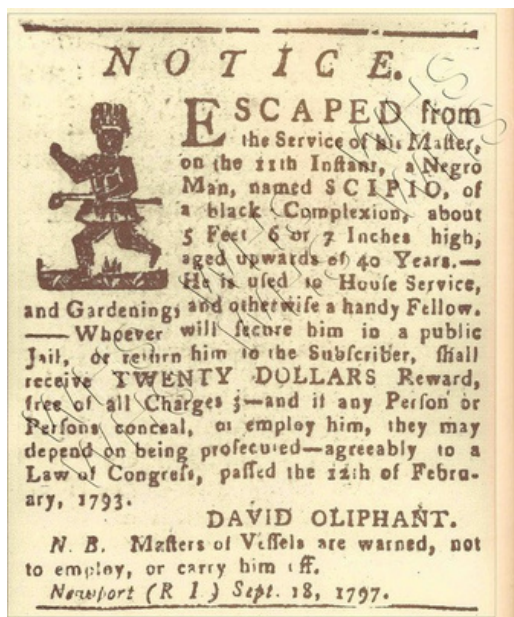 NOTICE.
ESCAPED from
the Service of his Maſter,
on the 11th Inſtant, a Negro
Man, named SCIPIO, of
a black Complexion, about
5 Feet 6 or 7 Inches high,
aged upwards of 40 Years.—
He is uſed to Houſe Service,
and Gardening; and otherwiſe a handy Fellow.
— Whoever will ſecure him in a public
Jail, or return him to the Subſcriber, ſhall
receive TWENTY DOLLARS Reward,
free of all Charges ;—and if any Perſon or
Perſons conceal, or employ him, they may
depend on being proſecuted—agreeably to a
Law of Congreſs, paſſed the 12th of Febru-
ary, 1793.
DAVID OLIPHANT.
N. B. Maſters of Veſſels are warned, not
to employ, or carry him off.
Newport (R I) Sept. 18, 1797.